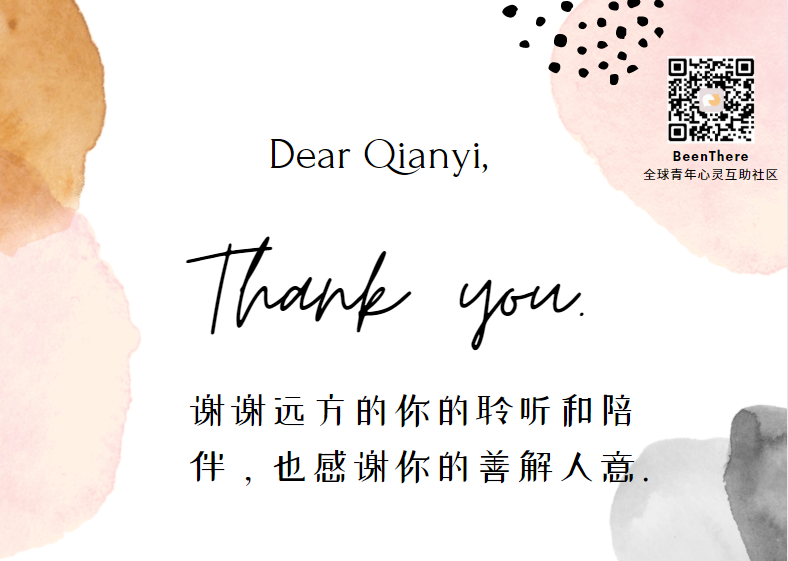 BeenThere
全球青年心灵互助社区
Dear Qianyi,
Thank you.
谢谢远方的你的聆听和陪
伴，也感谢你的善解人意.